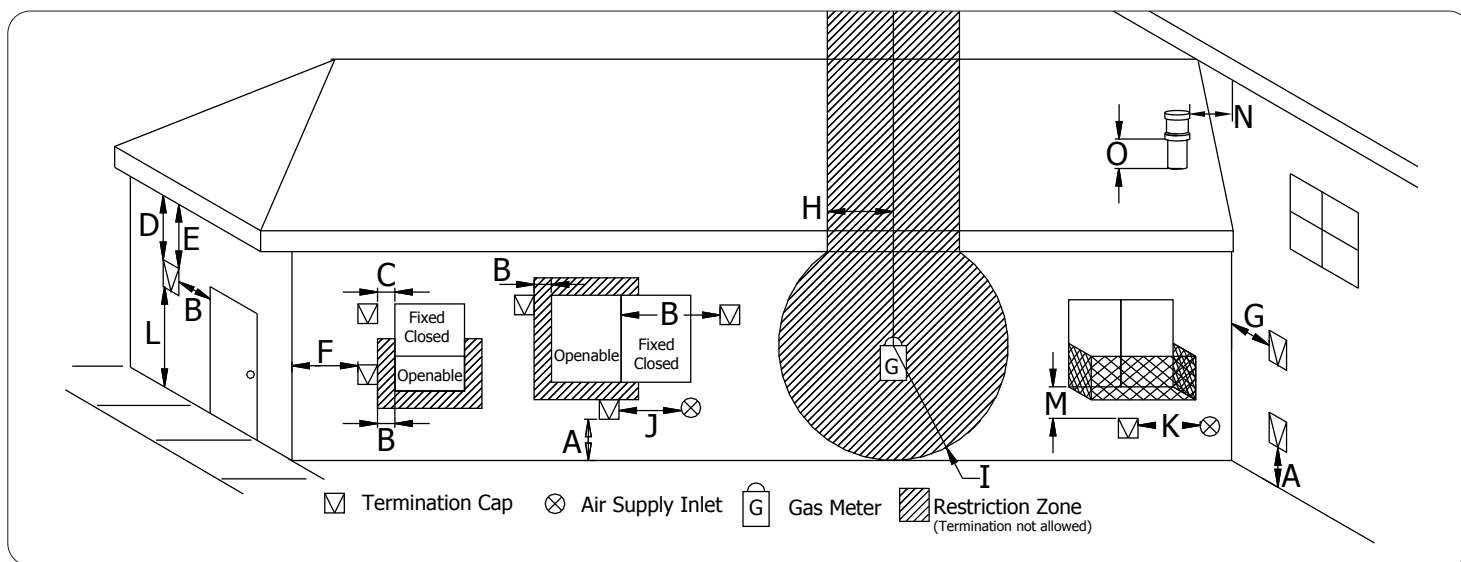 N
O
H
D
E
B
C
B
B
G
Fixed
Closed
F
Openable
Openable
Fixed
Closed
G
L
M
J
K
B
A
A
I
Termination Cap
Air Supply Inlet
G
Gas Meter
Restriction Zone
(Termination not allowed)
B